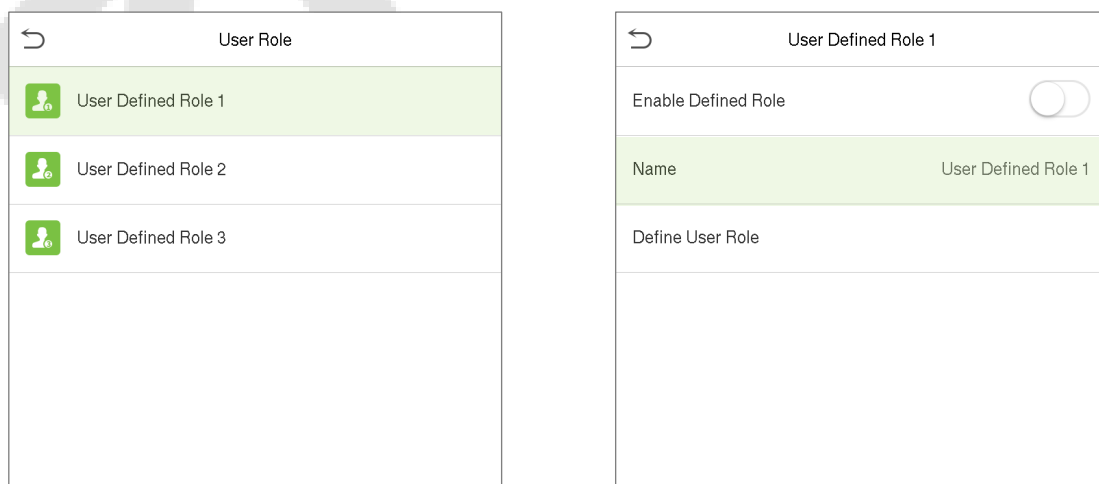 User Role
User Defined Role 1
User Defined Role 2
User Defined Role 3
User Defined Role 1
Enable Defined Role
Name User Defined Role 1
Define User Role